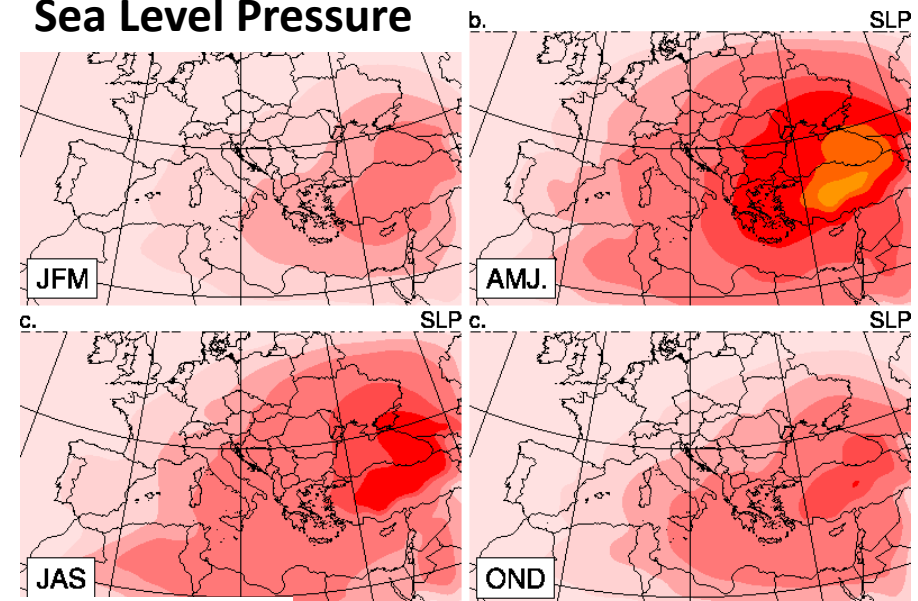 Sea Level Pressure
b. SLP
JFM
AMJ.
c. SLP
c. SLP
JAS
OND